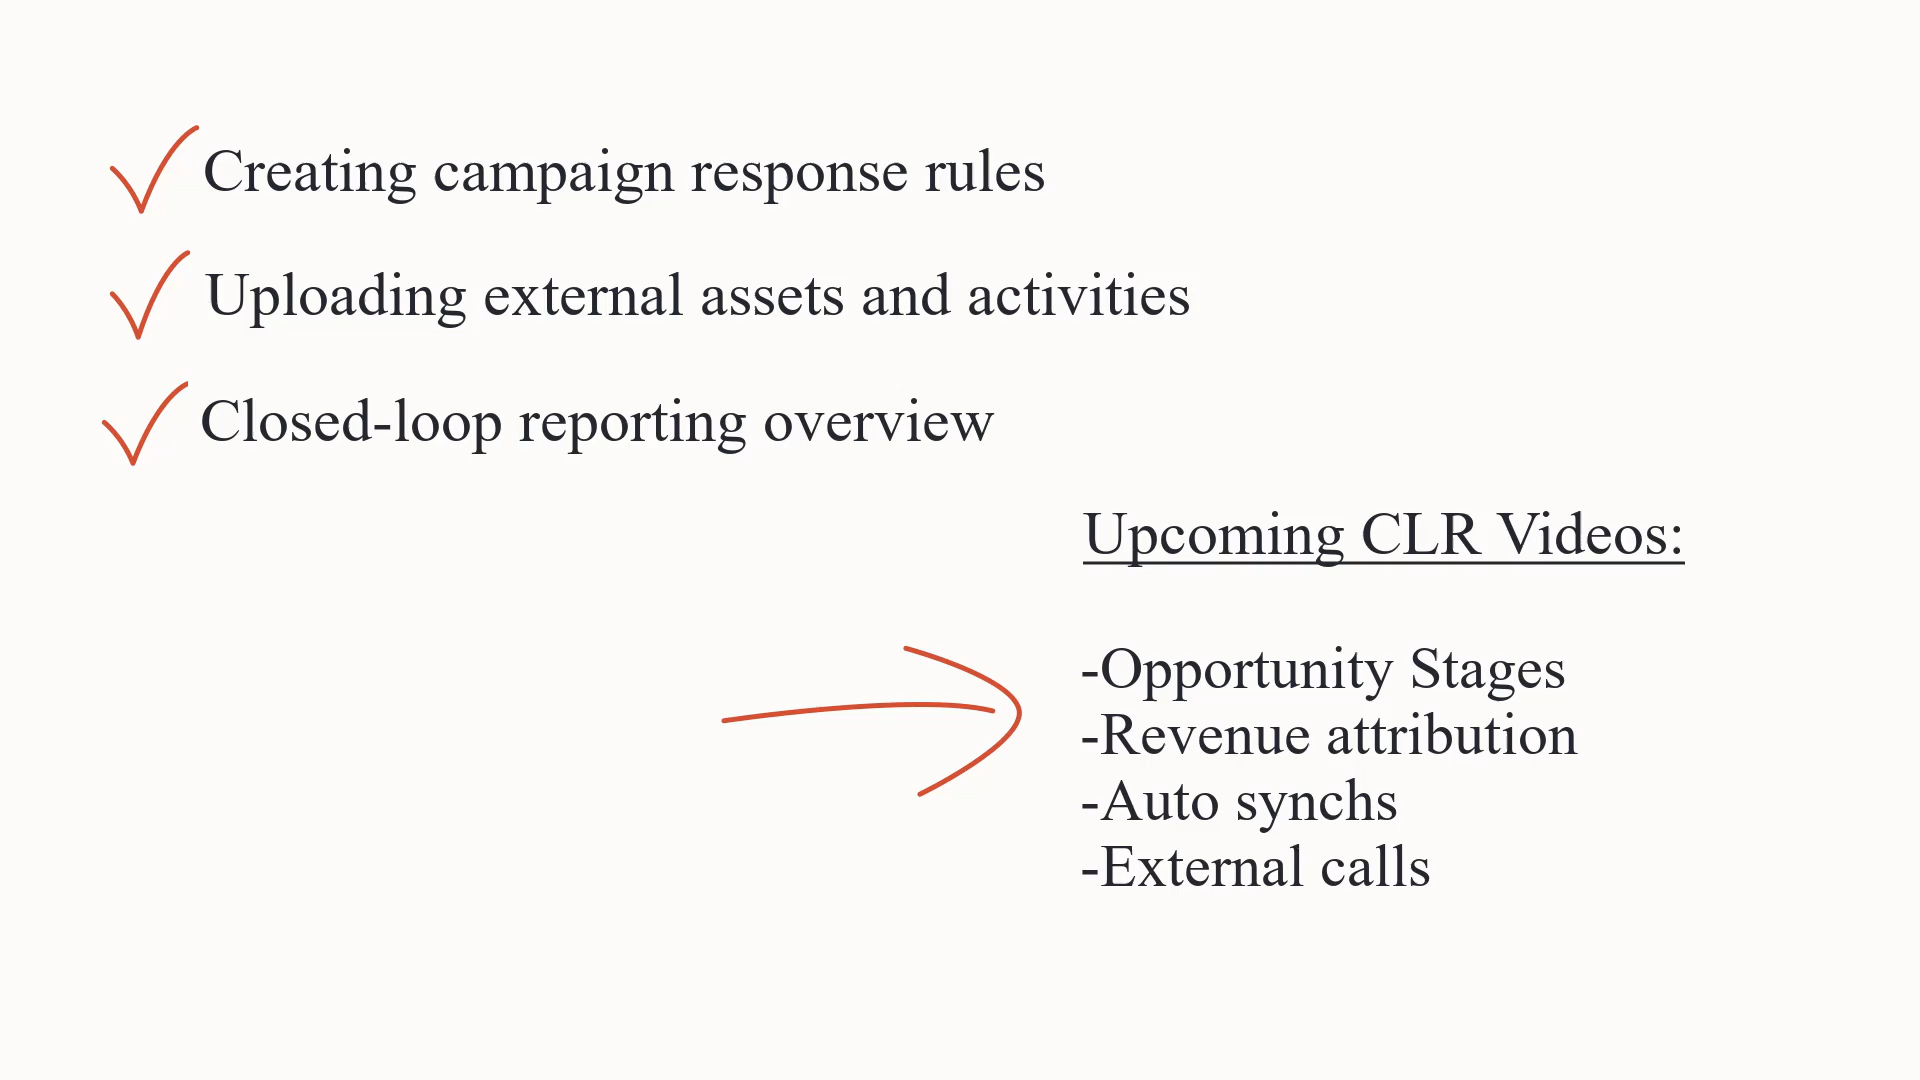 Creating campaign response rules
Uploading external assets and activities
Closed-loop reporting overview
Upcoming CLR Videos:
-Opportunity Stages
-Revenue attribution
-Auto synchs
-External calls